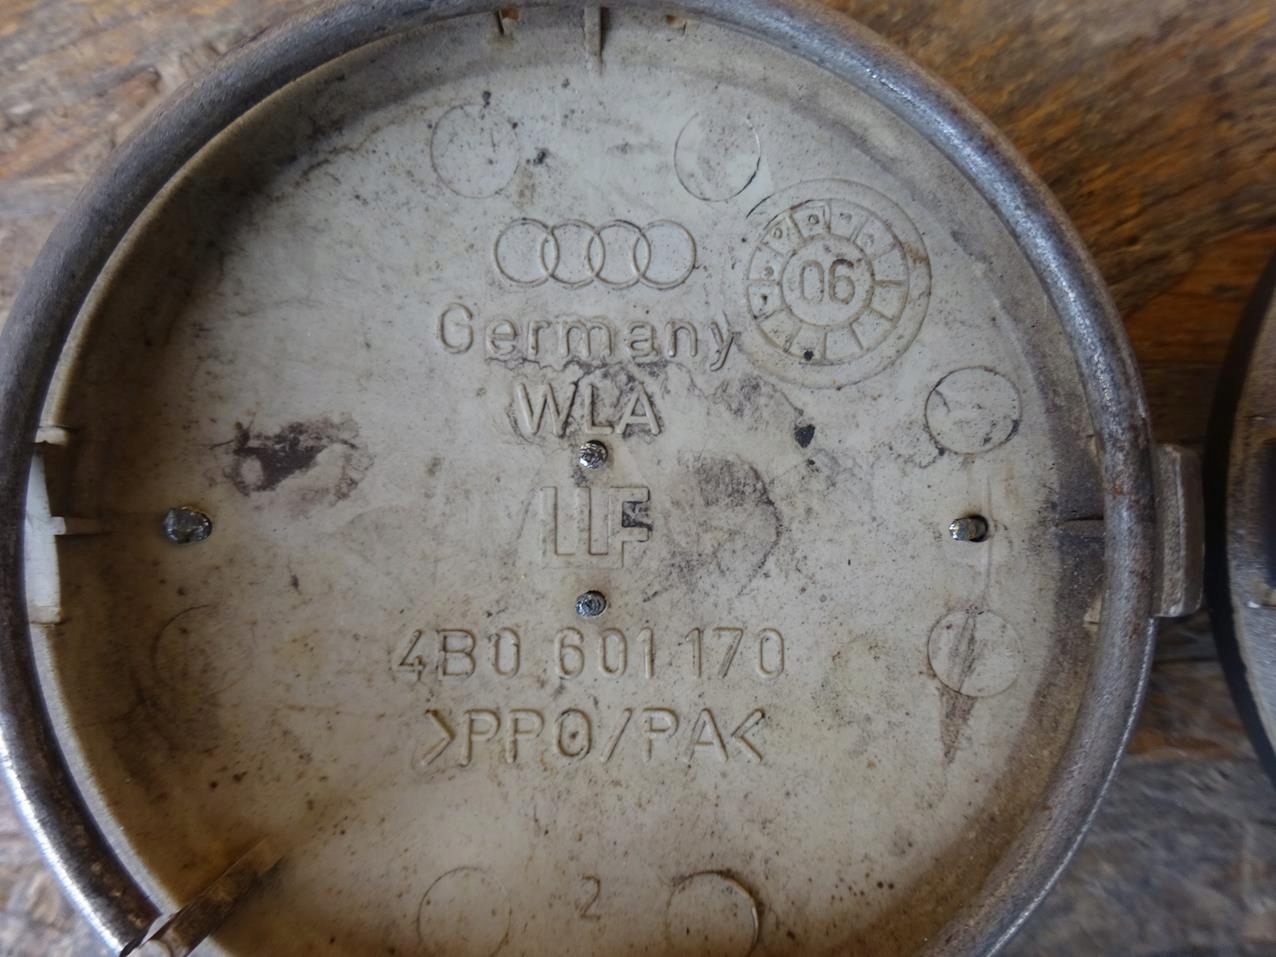 06
Germany
WLA
4B0 601 170
>PPO/PA<
2